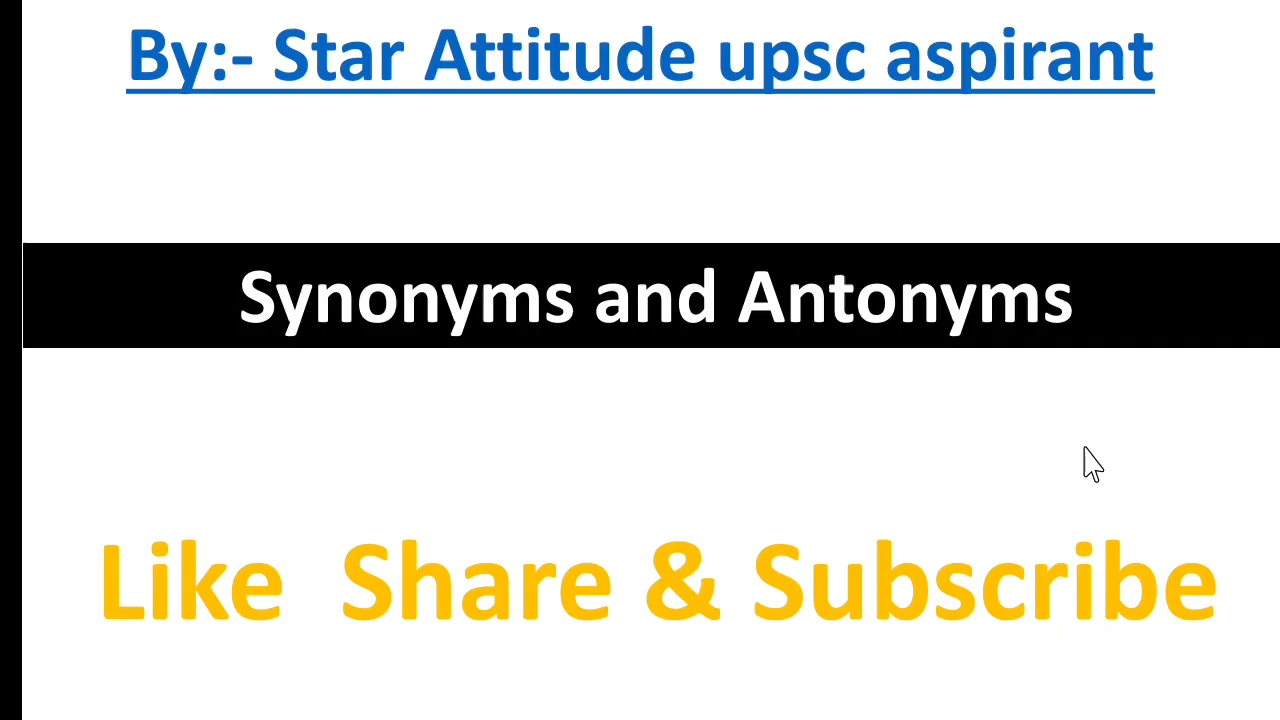 By:- Star Attitude upsc aspirant
Synonyms and Antonyms
Like  Share & Subscribe